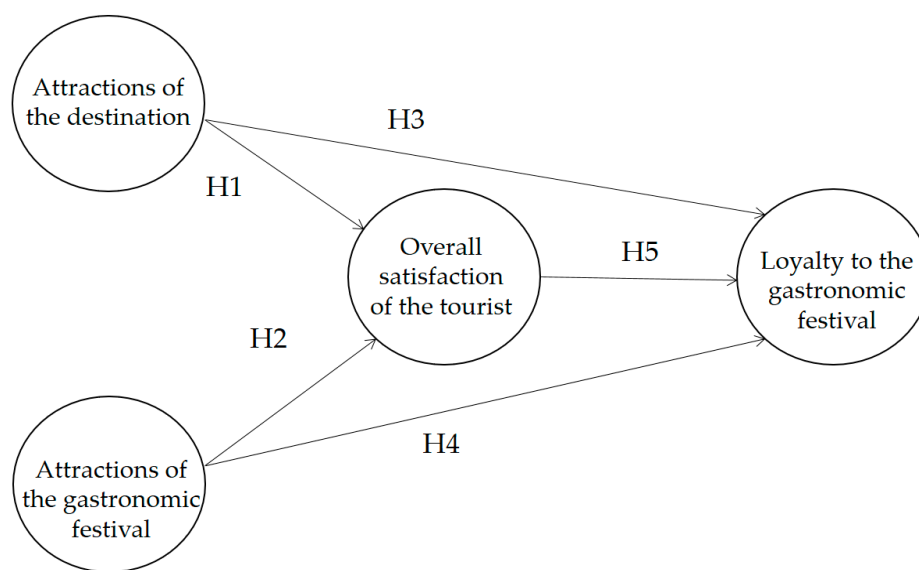 Attractions of
the destination
H3
H1
Overall
satisfaction
of the tourist
H5
Loyalty to the
gastronomic
festival
H2
H4
Attractions of
the gastronomic
festival